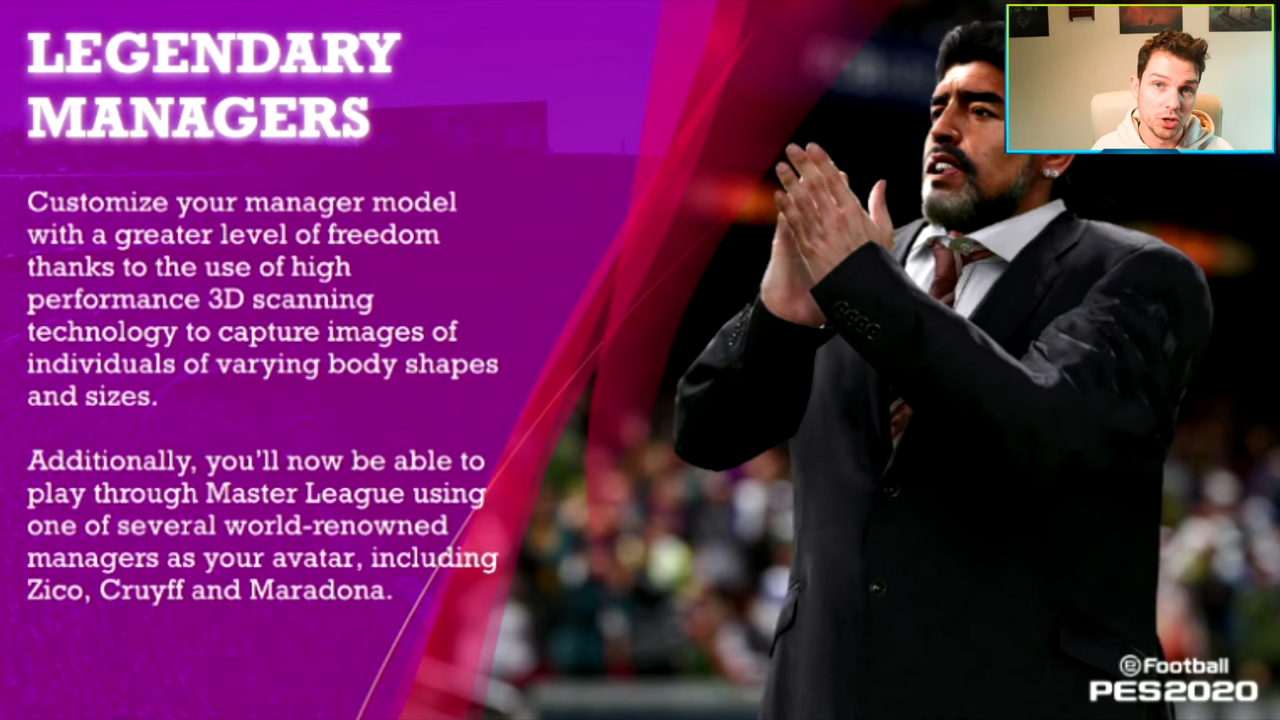 LEGENDARY
MANAGERS
Customize your manager model
with a greater level of freedom
thanks to the use of high
performance 3D scanning
technology to capture images of
individuals of varying body shapes
and sizes.
Additionally, you'll now be able to
play through Master League using
one of several world-renowned
managers as your avatar, including
Zico, Cruyff and Maradona.
eFootball
PES2020